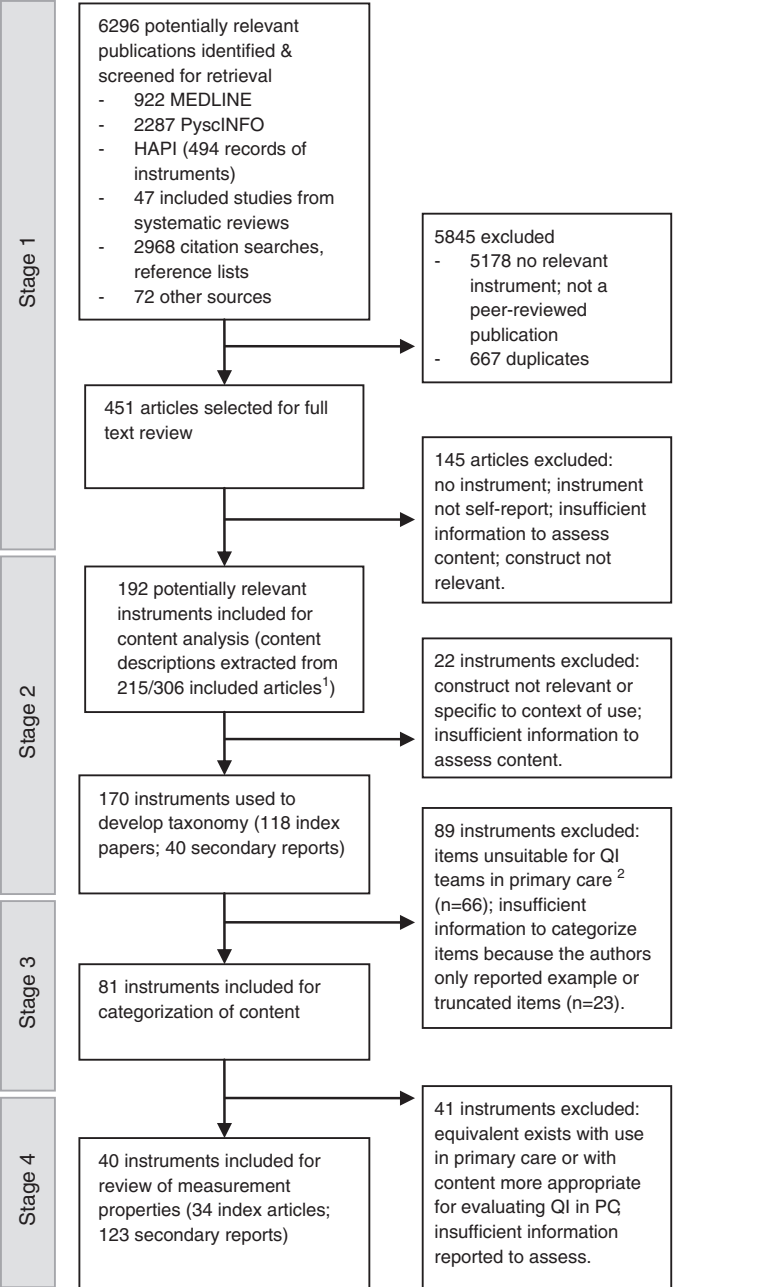 Stage 1
6296 potentially relevant
publications identified &
screened for retrieval
- 922 MEDLINE
- 2287 PyscINFO
- HAPI (494 records of
instruments)
- 47 included studies from
systematic reviews
- 2968 citation searches,
reference lists
- 72 other sources
5845 excluded
- 5178 no relevant
instrument; not a
peer-reviewed
publication
- 667 duplicates
451 articles selected for full
text review
145 articles excluded:
no instrument; instrument
not self-report; insufficient
information to assess
content; construct not
relevant.
Stage 2
192 potentially relevant
instruments included for
content analysis (content
descriptions extracted from
215/306 included articles1)
22 instruments excluded:
construct not relevant or
specific to context of use;
insufficient information to
assess content.
170 instruments used to
develop taxonomy (118 index
papers; 40 secondary reports)
89 instruments excluded:
items unsuitable for QI
teams in primary care 2
(n=66); insufficient
information to categorize
items because the authors
only reported example or
truncated items (n=23).
Stage 3
81 instruments included for
categorization of content
41 instruments excluded:
equivalent exists with use
in primary care or with
content more appropriate
for evaluating QI in PC;
insufficient information
reported to assess.
Stage 4
40 instruments included for
review of measurement
properties (34 index articles;
123 secondary reports)